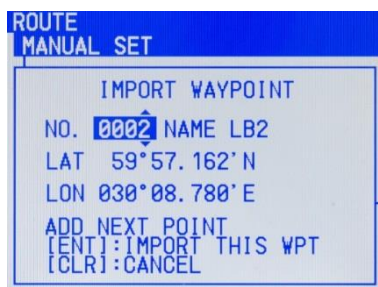 ROUTE
MANUAL SET
IMPORT WAYPOINT
NO. 0002 NAME LB2
LAT 59°57.162'N
LON 030°08.780'E
ADD NEXT POINT
[ENT]:IMPORT THIS WPT
[CLR]:CANCEL